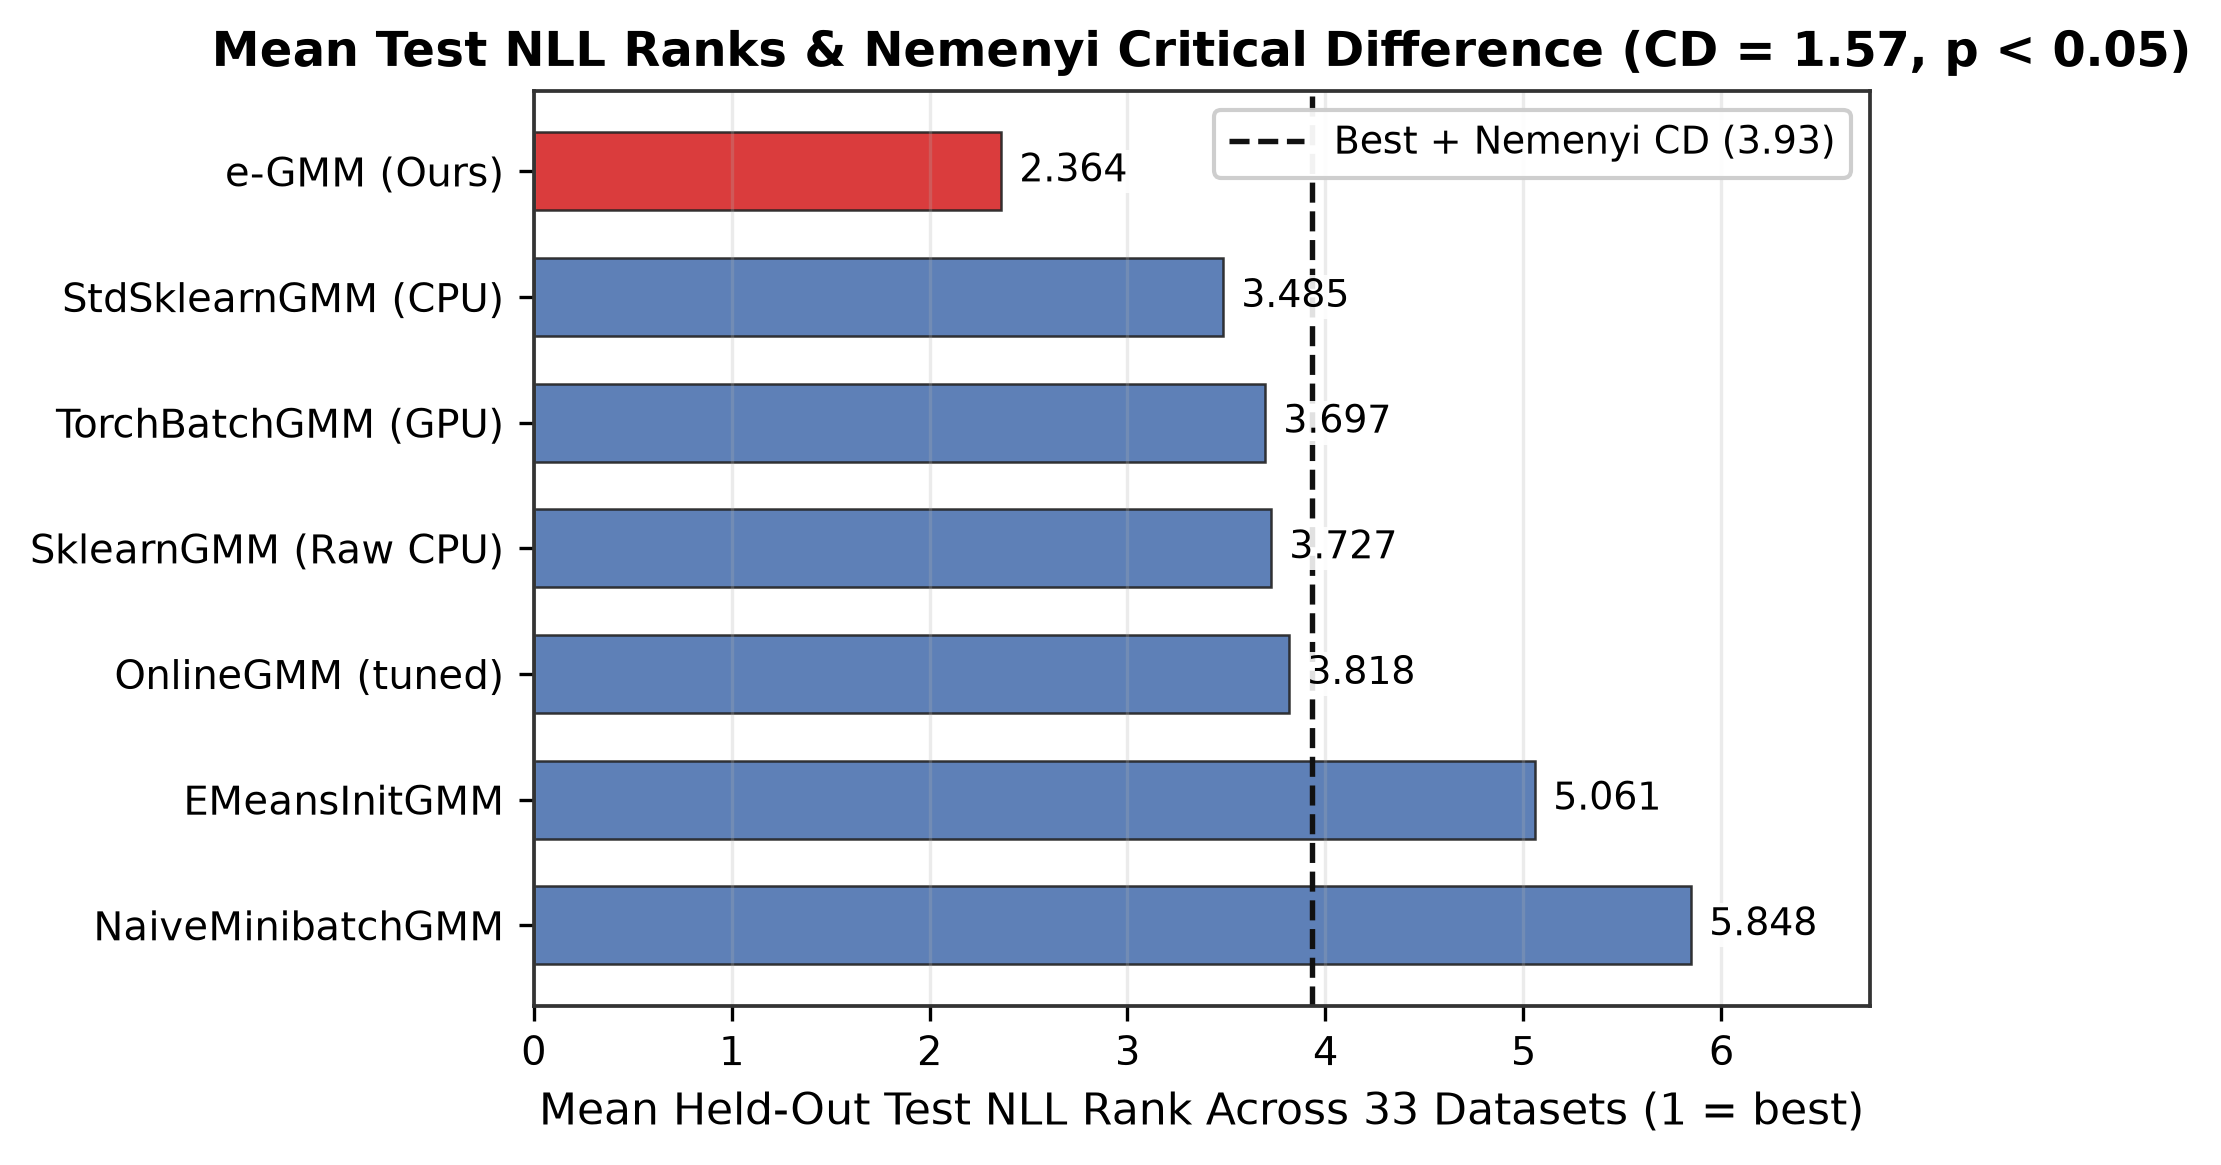 Mean Test NLL Ranks & Nemenyi Critical Difference (CD = 1.57, p < 0.05)
Best + Nemenyi CD (3.93)
e-GMM (Ours) 2.364
StdSklearnGMM (CPU) 3.485
TorchBatchGMM (GPU) 3.697
SklearnGMM (Raw CPU) 3.727
OnlineGMM (tuned) 3.818
EMeansInitGMM 5.061
NaiveMinibatchGMM 5.848
0 1 2 3 4 5 6
Mean Held-Out Test NLL Rank Across 33 Datasets (1 = best)